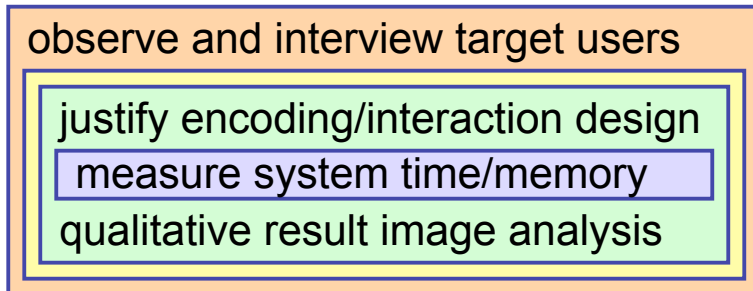 observe and interview target users
justify encoding/interaction design
measure system time/memory
qualitative result image analysis